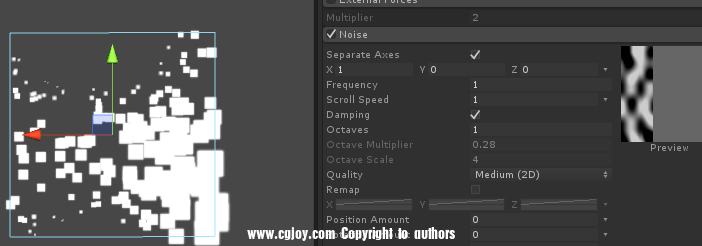 External Forces
Multiplier 2
Noise
Separate Axes
X 1 Y 0 Z 0
Frequency 1
Scroll Speed 1
Damping
Octaves 1
Octave Multiplier 0.28
Octave Scale 4
Quality Medium (2D)
Preview
Remap
X Y Z
Position Amount 0
www.cgjoy.com Copyright to authors
0